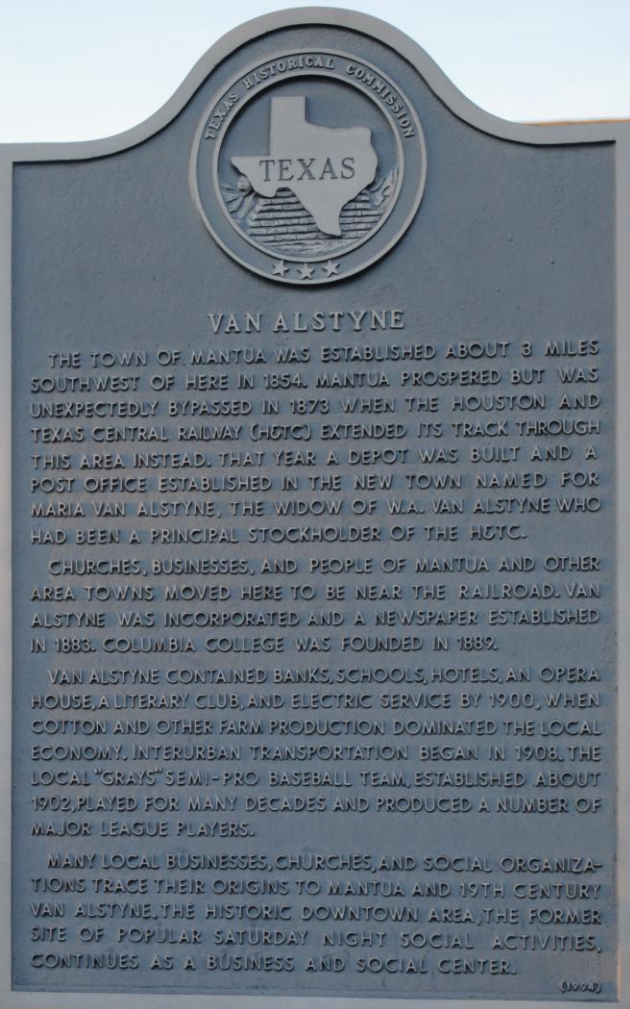 TEXAS HISTORICAL COMMISSION
TEXAS
VAN ALSTYNE
THE TOWN OF MANTUA WAS ESTABLISHED ABOUT 3 MILES
SOUTHWEST OF HERE IN 1854. MANTUA PROSPERED BUT WAS
UNEXPECTEDLY BYPASSED IN 1873 WHEN THE HOUSTON AND
TEXAS CENTRAL RAILWAY (H&TC) EXTENDED ITS TRACK THROUGH
THIS AREA INSTEAD. THAT YEAR A DEPOT WAS BUILT AND A
POST OFFICE ESTABLISHED IN THE NEW TOWN NAMED FOR
MARIA VAN ALSTYNE, THE WIDOW OF W.A. VAN ALSTYNE WHO
HAD BEEN A PRINCIPAL STOCKHOLDER OF THE H&TC.
CHURCHES, BUSINESSES, AND PEOPLE OF MANTUA AND OTHER
AREA TOWNS MOVED HERE TO BE NEAR THE RAILROAD. VAN
ALSTYNE WAS INCORPORATED AND A NEWSPAPER ESTABLISHED
IN 1883. COLUMBIA COLLEGE WAS FOUNDED IN 1889.
VAN ALSTYNE CONTAINED BANKS, SCHOOLS, HOTELS, AN OPERA
HOUSE, A LITERARY CLUB, AND ELECTRIC SERVICE BY 1900, WHEN
COTTON AND OTHER FARM PRODUCTION DOMINATED THE LOCAL
ECONOMY. INTERURBAN TRANSPORTATION BEGAN IN 1908. THE
LOCAL "GRAYS" SEMI-PRO BASEBALL TEAM, ESTABLISHED ABOUT
1902, PLAYED FOR MANY DECADES AND PRODUCED A NUMBER OF
MAJOR LEAGUE PLAYERS.
MANY LOCAL BUSINESSES, CHURCHES, AND SOCIAL ORGANIZA-
TIONS TRACE THEIR ORIGINS TO MANTUA AND 19TH CENTURY
VAN ALSTYNE. THE HISTORIC DOWNTOWN AREA, THE FORMER
SITE OF POPULAR SATURDAY NIGHT SOCIAL ACTIVITIES,
CONTINUES AS A BUSINESS AND SOCIAL CENTER.
(1994)